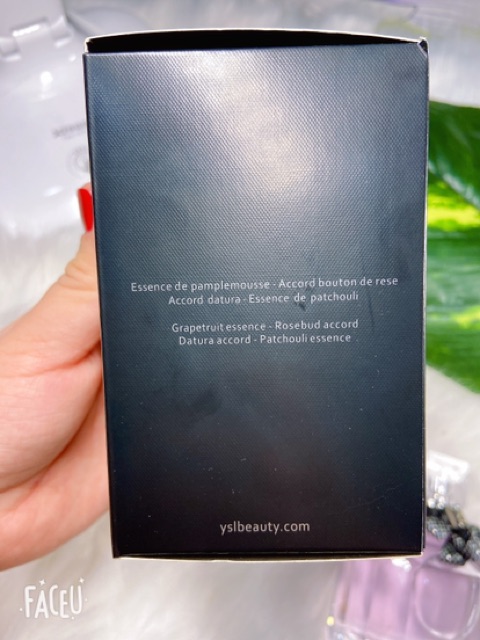 Essence de pamplemousse - Accord bouton de rese
Accord datura - Essence de patchouli
Grapetruit essence - Rosebud accord
Datura accord - Patchouli essence
yslbeauty.com
FACEU